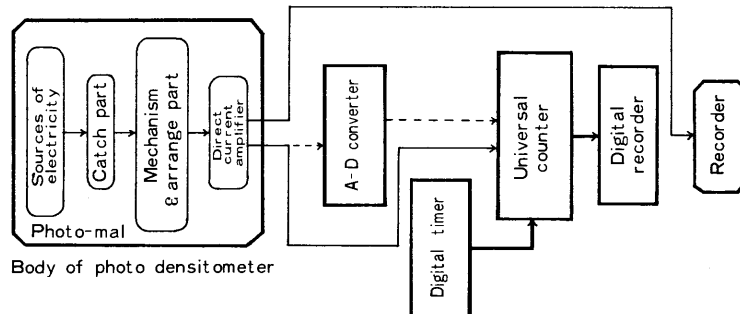 Sources of
electricity
Catch part
Mechanism
& arrange part
Direct
current
amplifier
Photo-mal
Body of photo densitometer
A-D converter
Digital timer
Universal
counter
Digital
recorder
Recorder